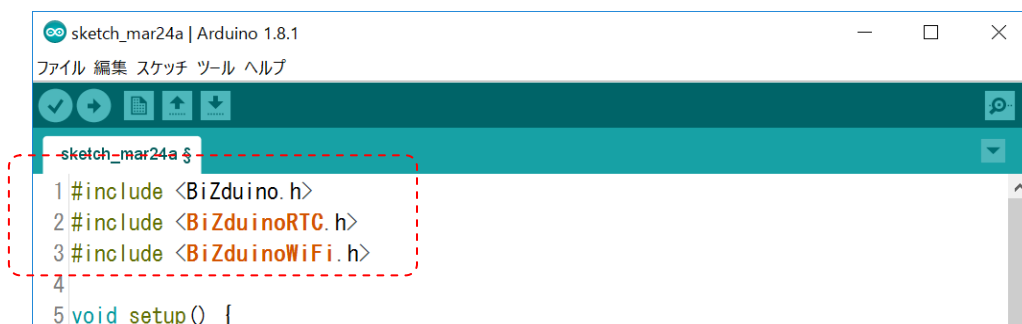 sketch_mar24a | Arduino 1.8.1
ファイル 編集 スケッチ ツール ヘルプ
sketch_mar24a §
1 #include <BiZduino.h>
2 #include <BiZduinoRTC.h>
3 #include <BiZduinoWiFi.h>
4
5 void setup() {